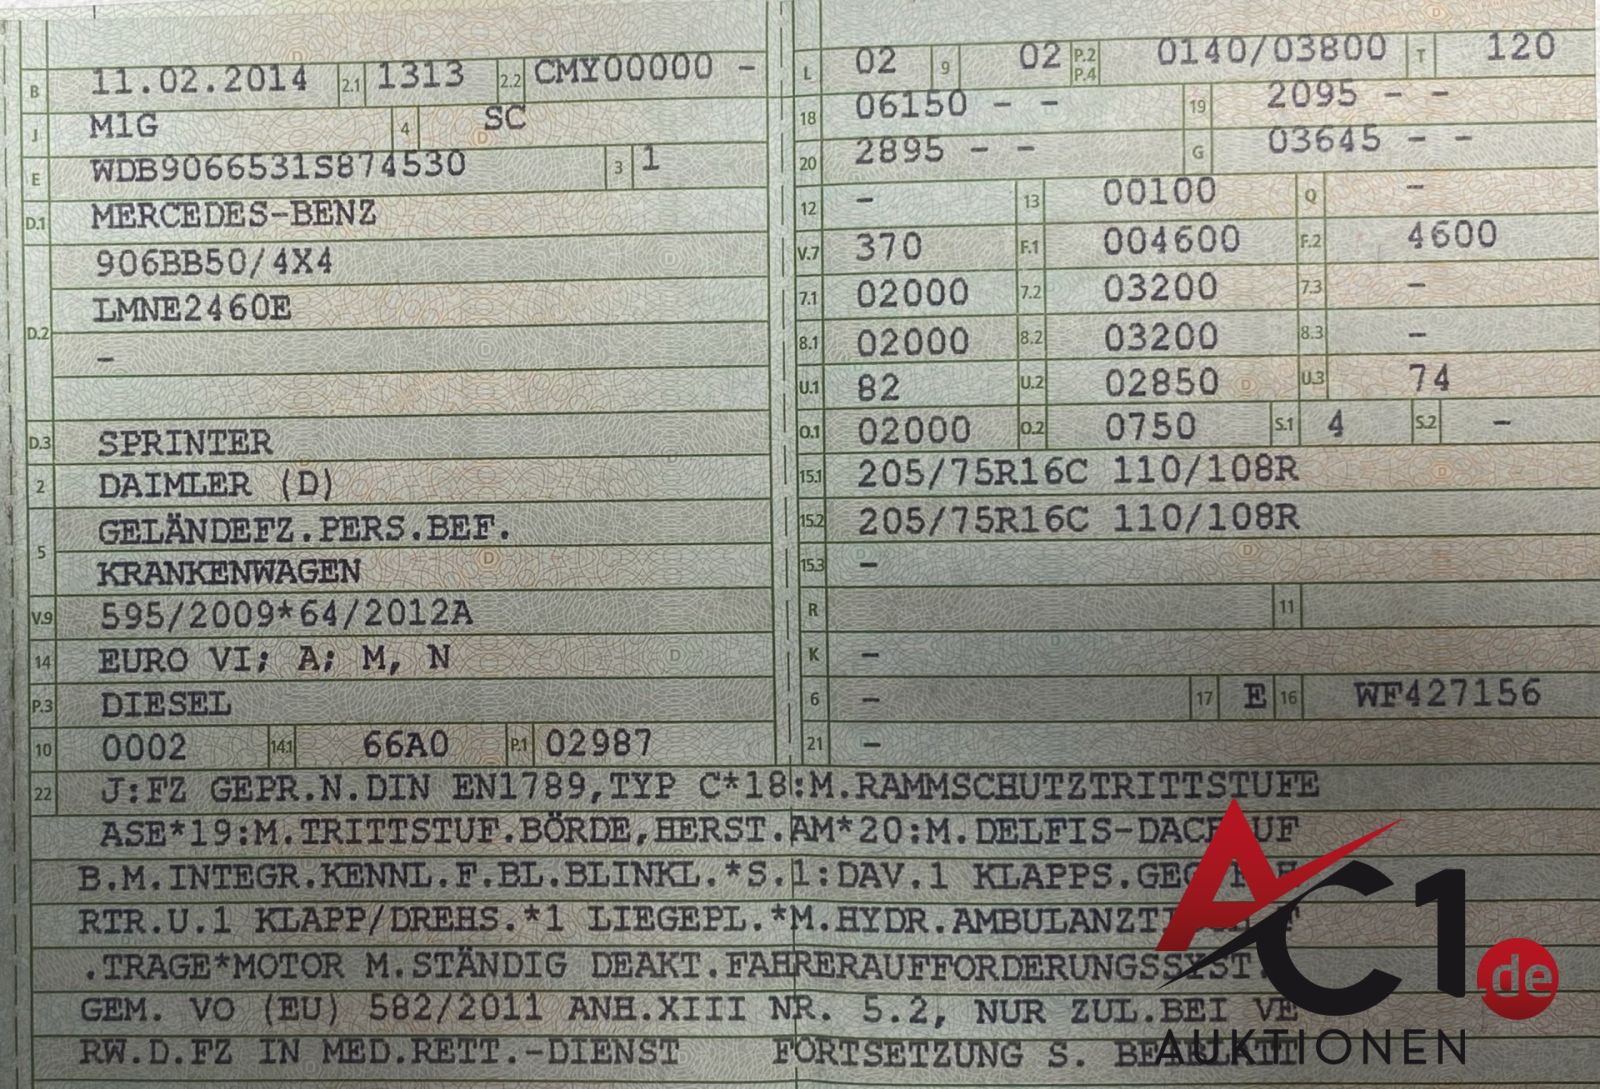 B 11.02.2014 2.1 1313 2.2 CMY00000 -
J M1G 4 SC
E WDB9066531S874530 3 1
D.1 MERCEDES-BENZ
906BB50/4X4
LMNE2460E
D.2 -
D.3 SPRINTER
2 DAIMLER (D)
GELÄNDEFZ.PERS.BEF.
5 KRANKENWAGEN
V.9 595/2009*64/2012A
14 EURO VI; A; M, N
P.3 DIESEL
10 0002 14.1 66A0 P.1 02987
L 02 9 02 P.2 P.4 0140/03800 T 120
18 06150 - - 19 2095 - -
20 2895 - - G 03645 - -
12 - 13 00100 Q -
V.7 370 F.1 004600 F.2 4600
7.1 02000 7.2 03200 7.3 -
8.1 02000 8.2 03200 8.3 -
U.1 82 U.2 02850 U.3 74
O.1 02000 O.2 0750 S.1 4 S.2 -
15.1 205/75R16C 110/108R
15.2 205/75R16C 110/108R
15.3 -
R 11
K -
6 - 17 E 16 WF427156
21 -
22 J:FZ GEPR.N.DIN EN1789,TYP C*18:M.RAMMSCHUTZTRITTSTUFE
ASE*19:M.TRITTSTUF.BÖRDE,HERST.AM*20:M.DELFIS-DACHAUF
B.M.INTEGR.KENNL.F.BL.BLINKL.*S.1:DAV.1 KLAPPS.GEG.
RTR.U.1 KLAPP/DREHS.*1 LIEGEPL.*M.HYDR.AMBULANZTISCH
.TRAGE*MOTOR M.STÄNDIG DEAKT.FAHRERAUFFORDERUNGSSYST.
GEM. VO (EU) 582/2011 ANH.XIII NR. 5.2, NUR ZUL.BEI VE
RW.D.FZ IN MED.RETT.-DIENST FORTSETZUNG S. BEIBLATT
AC1.de
AUKTIONEN